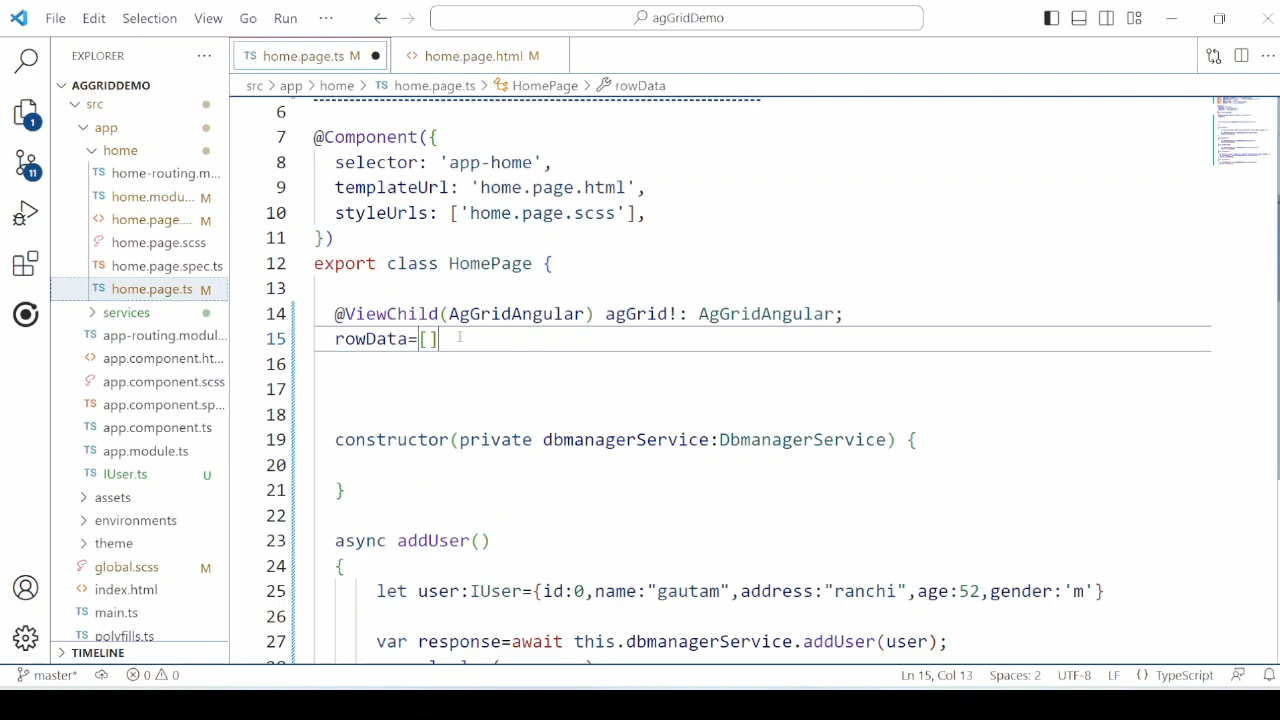 File Edit Selection View Go Run ··· agGridDemo
EXPLORER ···
AGGRIDDEMO
src
app
home
home-routing.m...
home.modu... M
home.page.... M
home.page.scss
home.page.spec.ts
home.page.ts M
services
app-routing.modul...
app.component.ht...
app.component.scss
app.component.sp...
app.component.ts
app.module.ts
IUser.ts U
assets
environments
theme
global.scss M
index.html
main.ts
polyfills.ts
TIMELINE
1
11
TS home.page.ts M
home.page.html M
src > app > home > TS home.page.ts > HomePage > rowData
6
7 @Component({
8 selector: 'app-home',
9 templateUrl: 'home.page.html',
10 styleUrls: ['home.page.scss'],
11 })
12 export class HomePage {
13
14 @ViewChild(AgGridAngular) agGrid!: AgGridAngular;
15 rowData=[]
16
17
18
19 constructor(private dbmanagerService:DbmanagerService) {
20
21 }
22
23 async addUser()
24 {
25 let user:IUser={id:0,name:"gautam",address:"ranchi",age:52,gender:'m'}
26
27 var response=await this.dbmanagerService.addUser(user);
master* 0 0 Ln 15, Col 13 Spaces: 2 UTF-8 LF {} TypeScript